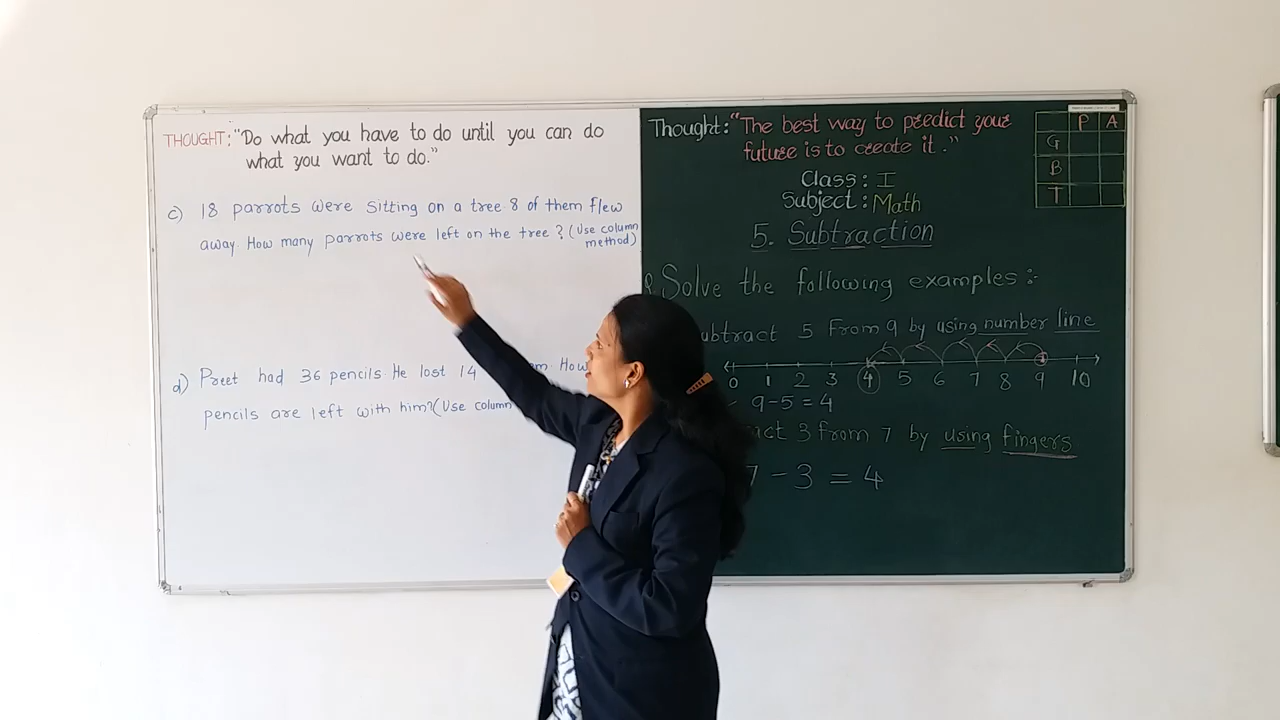 THOUGHT: "Do what you have to do until you can do
what you want to do."
c) 18 parrots were sitting on a tree 8 of them flew
away. How many parrots were left on the tree? (Use column
method)
d) Preet had 36 pencils He lost 14 How
pencils are left with him? (Use column
Thought: "The best way to predict your
future is to create it."
P A
G
B
T
Class: I
Subject: Math
5. Subtraction
Solve the following examples :-
ubtract 5 From 9 by using number line
0 1 2 3 4 5 6 7 8 9 10
9-5 = 4
act 3 from 7 by using fingers
7 - 3 = 4